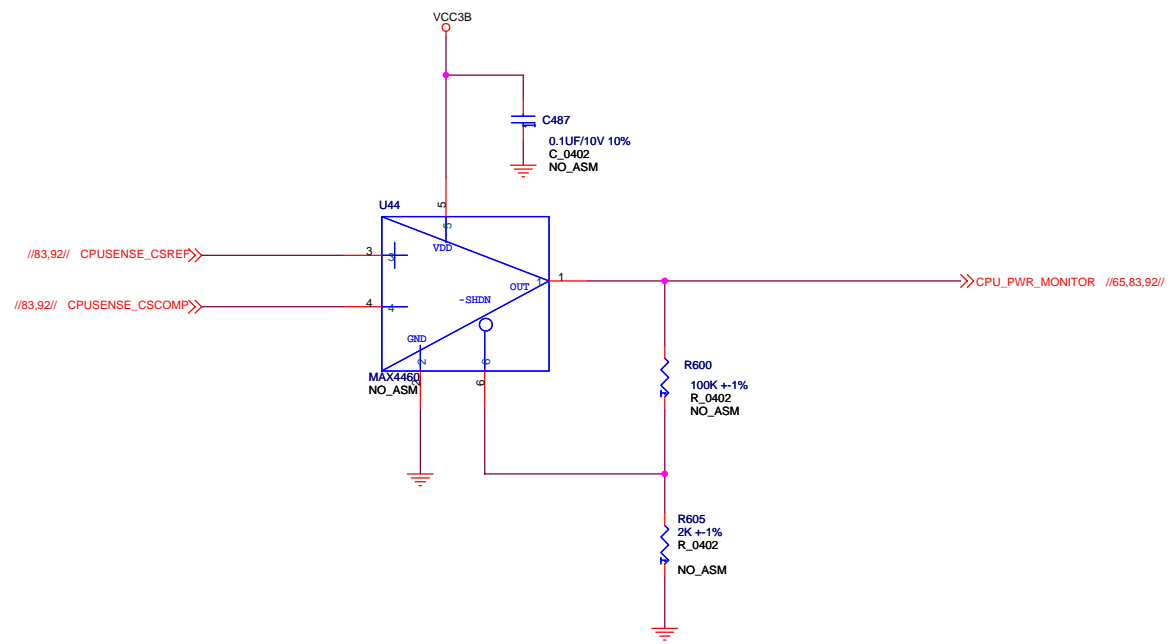 VCC3B
C487
0.1UF/10V 10%
C_0402
NO_ASM
U44
5
5
VDD
//83,92// CPUSENSE_CSREF
3
3
OUT
1
1
CPU_PWR_MONITOR //65,83,92//
-SHDN
//83,92// CPUSENSE_CSCOMP
4
4
GND
2
6
MAX4460
NO_ASM
2
6
R600
100K +-1%
R_0402
NO_ASM
R605
2K +-1%
R_0402
NO_ASM